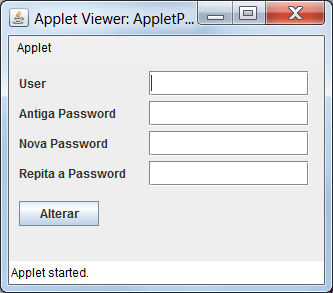 Applet Viewer: AppletP...
Applet
User
Antiga Password
Nova Password
Repita a Password
Alterar
Applet started.